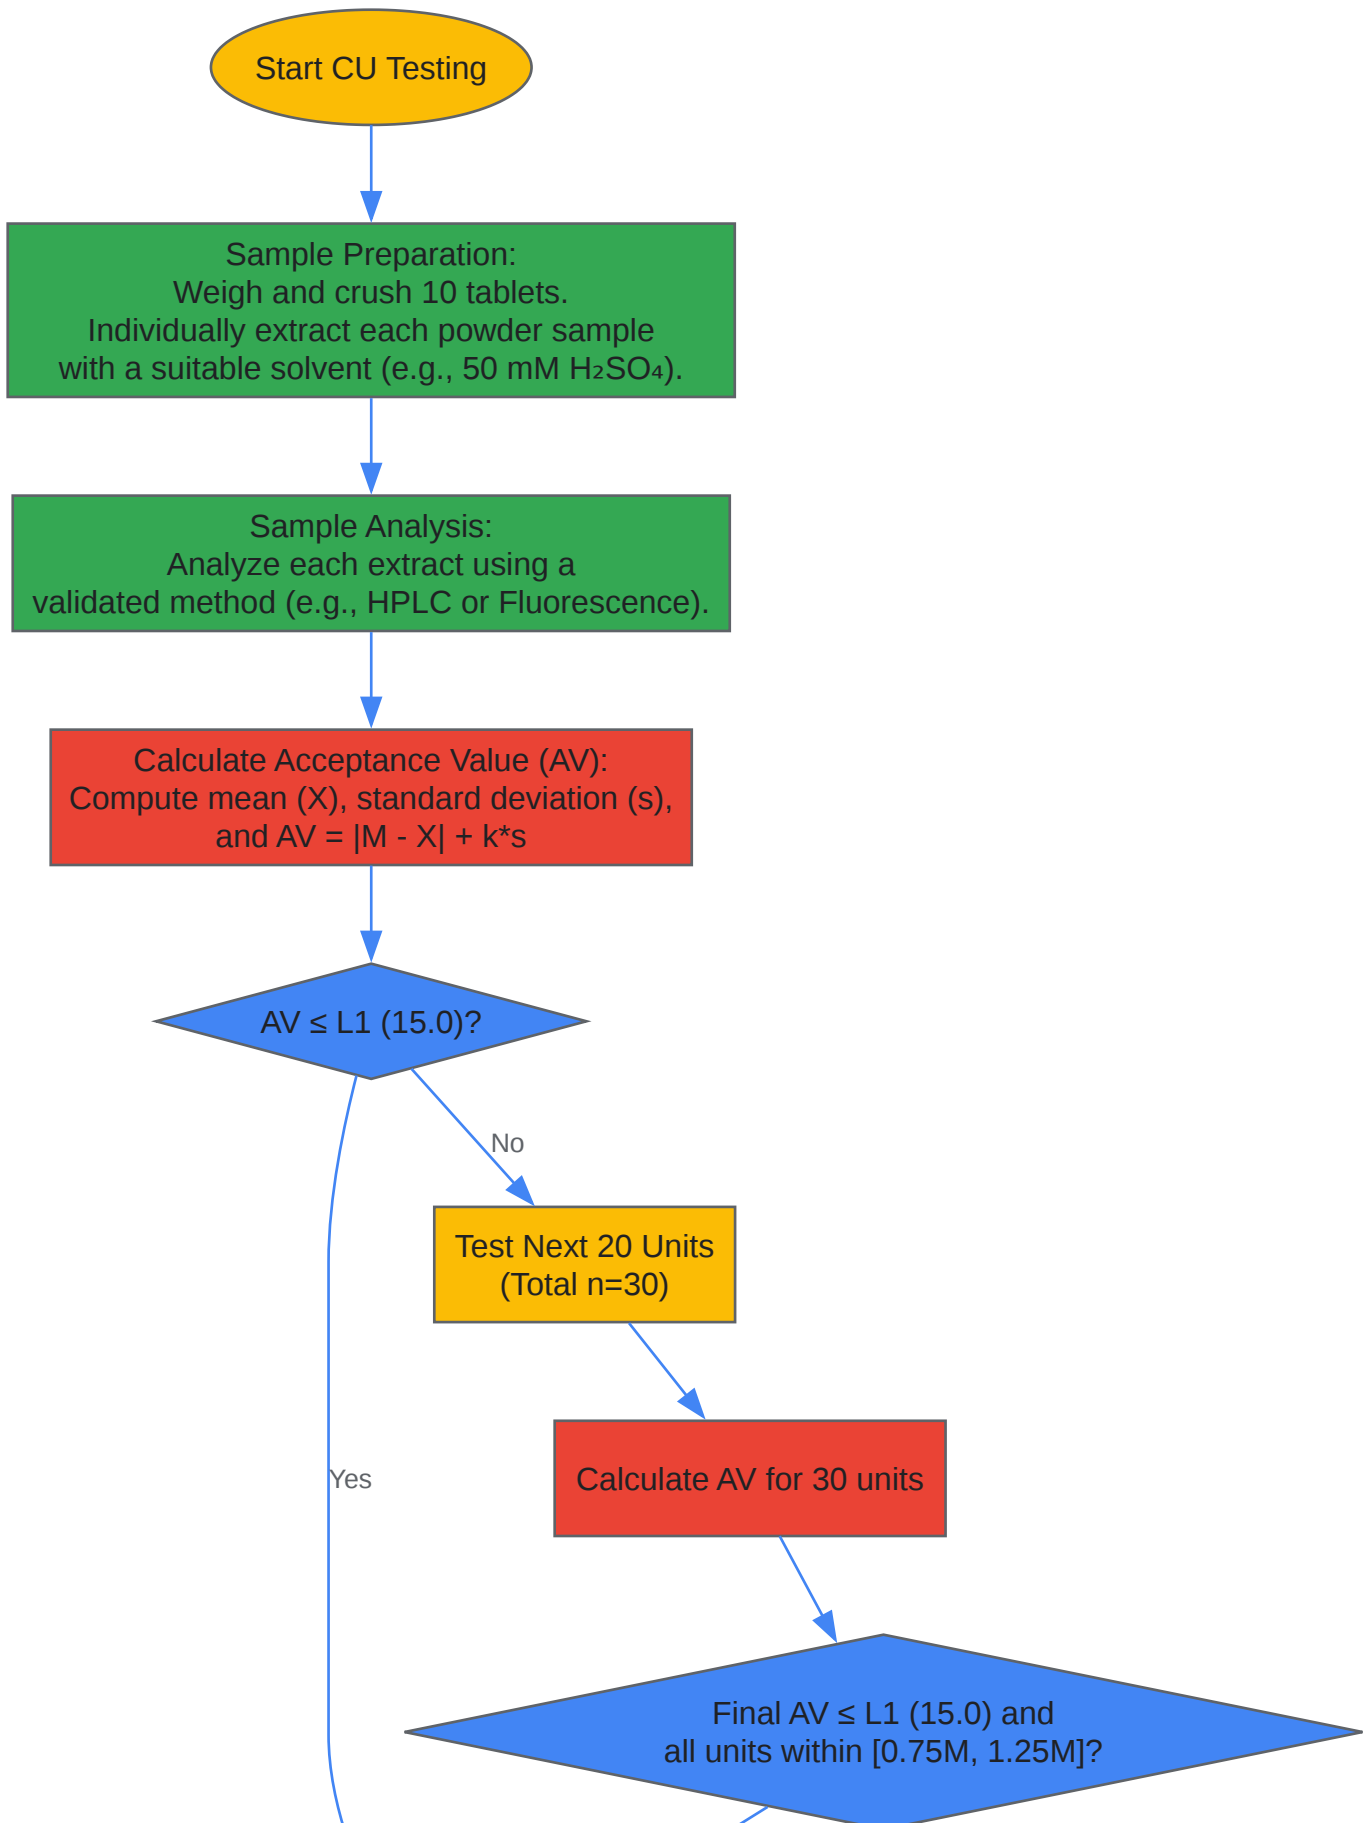 Start CU Testing
Sample Preparation:
Weigh and crush 10 tablets.
Individually extract each powder sample
with a suitable solvent (e.g., 50 mM H₂SO₄).
Sample Analysis:
Analyze each extract using a
validated method (e.g., HPLC or Fluorescence).
Calculate Acceptance Value (AV):
Compute mean (X), standard deviation (s),
and AV = |M - X| + k*s
AV ≤ L1 (15.0)?
No
Test Next 20 Units
(Total n=30)
Yes
Calculate AV for 30 units
Final AV ≤ L1 (15.0) and
all units within [0.75M, 1.25M]?